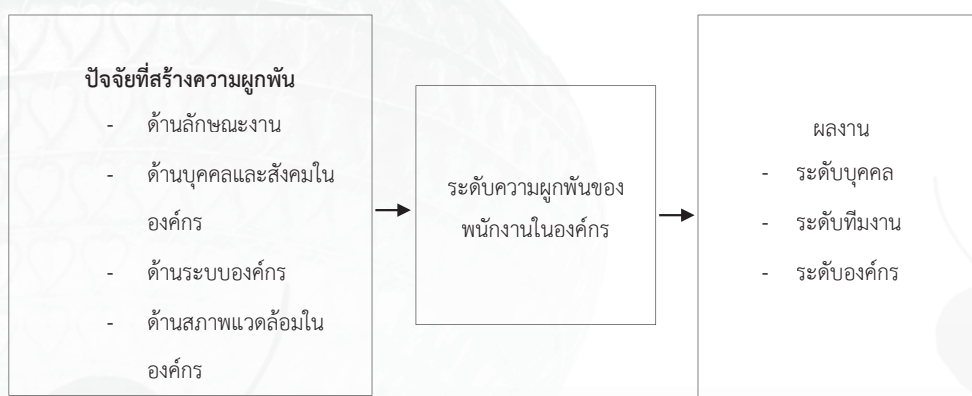 ปัจจัยที่สร้างความผูกพัน
- ด้านลักษณะงาน
- ด้านบุคคลและสังคมใน
องค์กร
- ด้านระบบองค์กร
- ด้านสภาพแวดล้อมใน
องค์กร
ระดับความผูกพันของ
พนักงานในองค์กร
ผลงาน
- ระดับบุคคล
- ระดับทีมงาน
- ระดับองค์กร